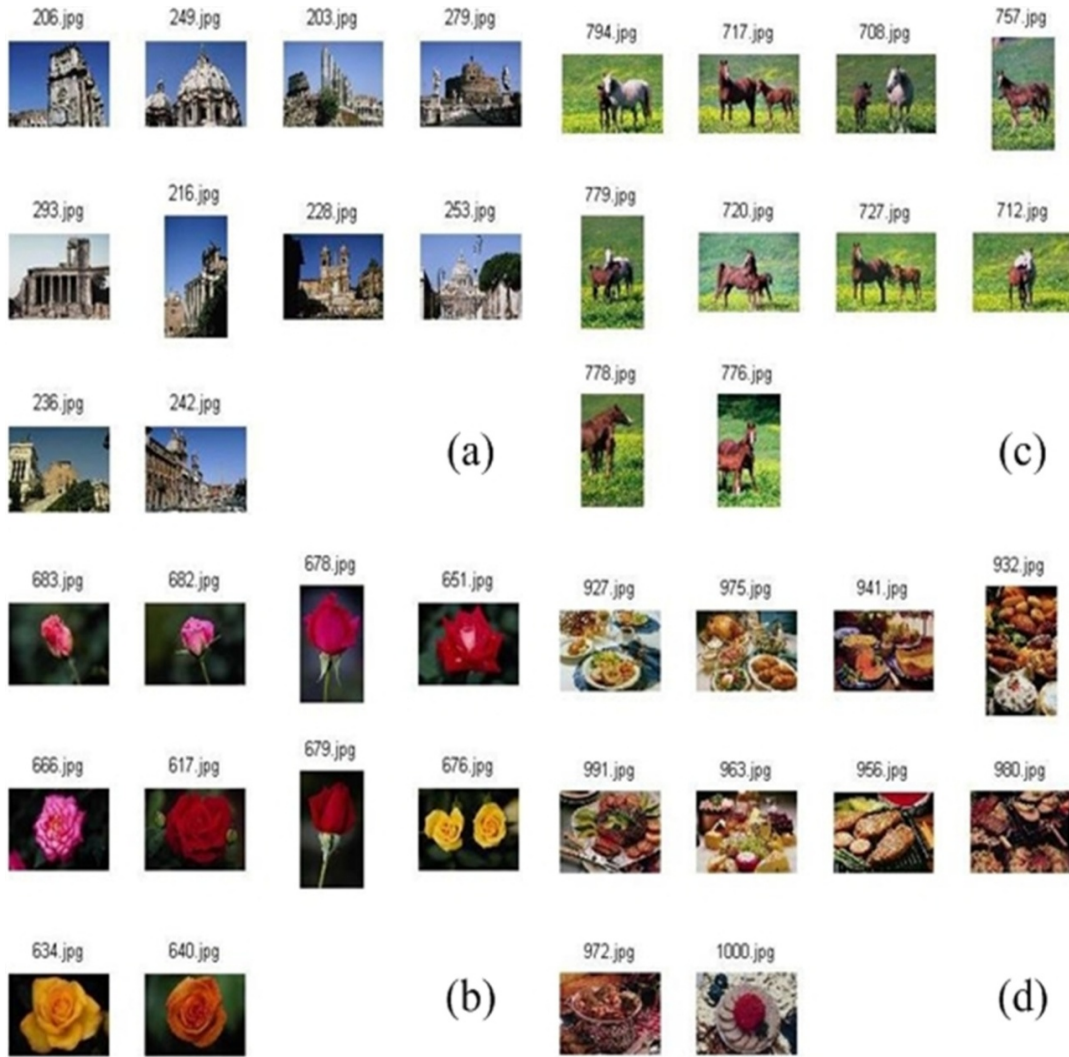 206.jpg 249.jpg 203.jpg 279.jpg
293.jpg 216.jpg 228.jpg 253.jpg
236.jpg 242.jpg
(a)
794.jpg 717.jpg 708.jpg 757.jpg
779.jpg 720.jpg 727.jpg 712.jpg
778.jpg 776.jpg
(c)
683.jpg 682.jpg 678.jpg 651.jpg
666.jpg 617.jpg 679.jpg 676.jpg
634.jpg 640.jpg
(b)
927.jpg 975.jpg 941.jpg 932.jpg
991.jpg 963.jpg 956.jpg 980.jpg
972.jpg 1000.jpg
(d)